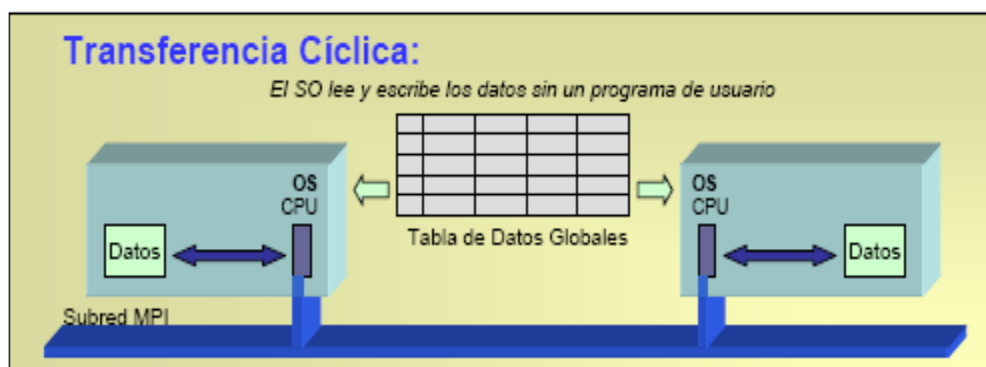 Transferencia Cíclica:
El SO lee y escribe los datos sin un programa de usuario
OS
CPU
Datos
Tabla de Datos Globales
OS
CPU
Datos
Subred MPI